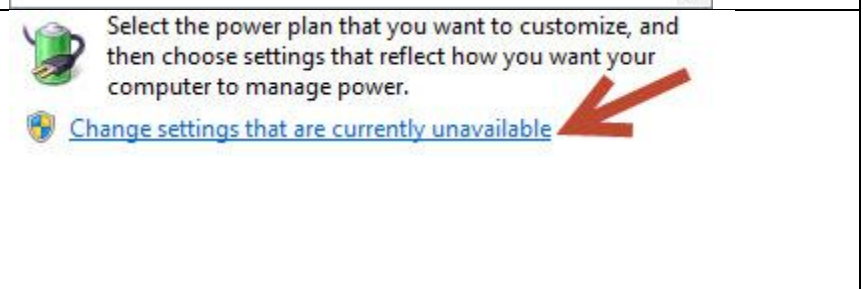 Select the power plan that you want to customize, and
then choose settings that reflect how you want your
computer to manage power.
Change settings that are currently unavailable